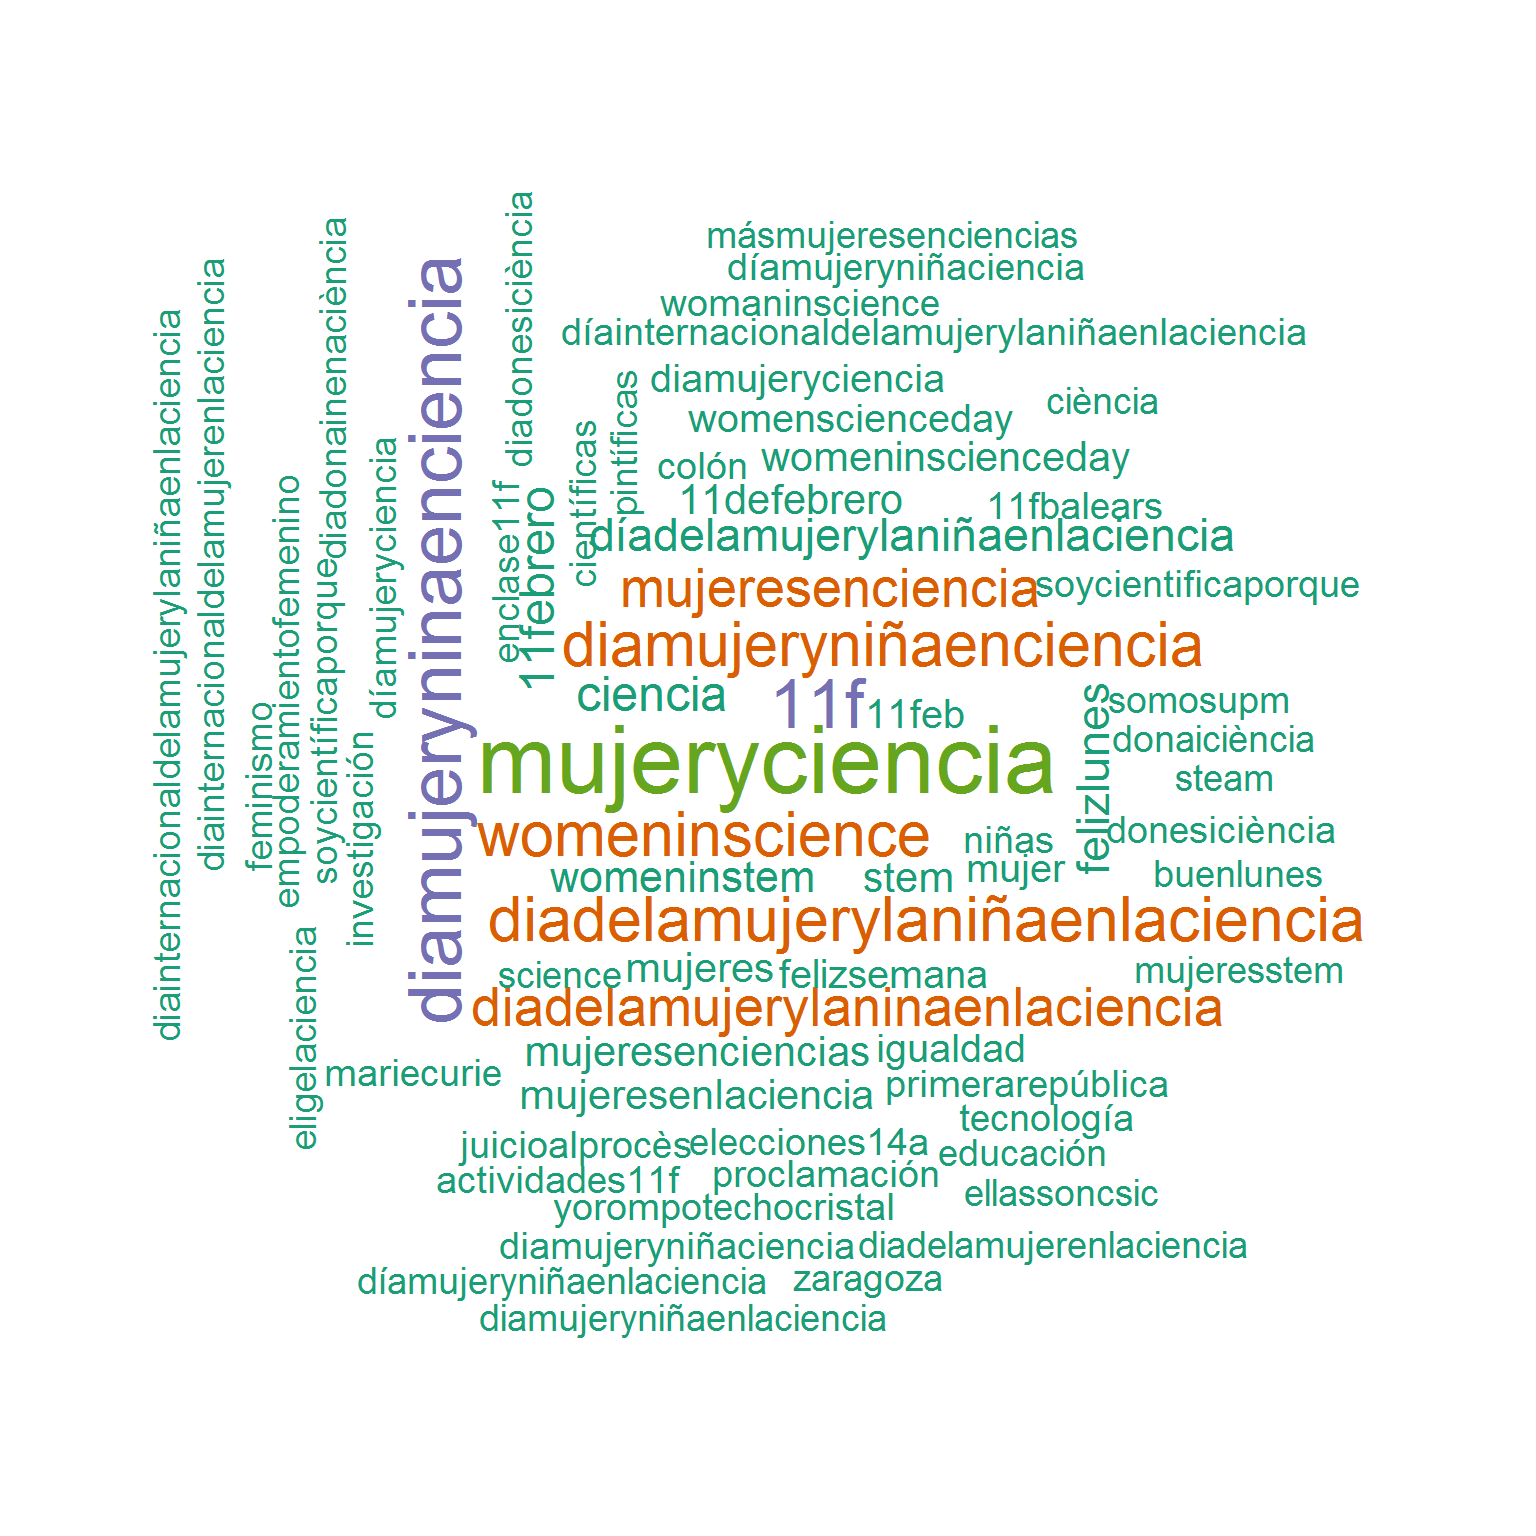 diainternacionaldelamujerylaniñaenlaciencia
diainternacionaldelamujerenlaciencia
feminismo
empoderamientofemenino
diadonainenaciència
soycientíficaporque
díamujeryciencia
investigación
eligelaciencia
diamujeryninaenciencia
diadonesiciència
enclase11f
11febrero
científicas
pintíficas
másmujeresenciencias
díamujeryniñaciencia
womaninscience
díainternacionaldelamujerylaniñaenlaciencia
diamujeryciencia
ciència
womenscienceday
colón
womeninscienceday
11defebrero
11fbalears
díadelamujerylaniñaenlaciencia
mujeresenciencia
soycientificaporque
diamujeryniñaenciencia
ciencia
11f
11feb
felizlunes
somosupm
mujeryciencia
donaiciència
steam
womeninscience
niñas
donesiciència
womeninstem
stem
mujer
buenlunes
diadelamujerylaniñaenlaciencia
science
mujeres
felizsemana
mujeresstem
diadelamujerylaninaenlaciencia
mujeresenciencias
igualdad
mariecurie
mujeresenlaciencia
primerarepública
tecnología
juicioalprocès
elecciones14a
educación
actividades11f
proclamación
ellassoncsic
yorompotechocristal
diamujeryniñaciencia
diadelamujerenlaciencia
díamujeryniñaenlaciencia
zaragoza
diamujeryniñaenlaciencia